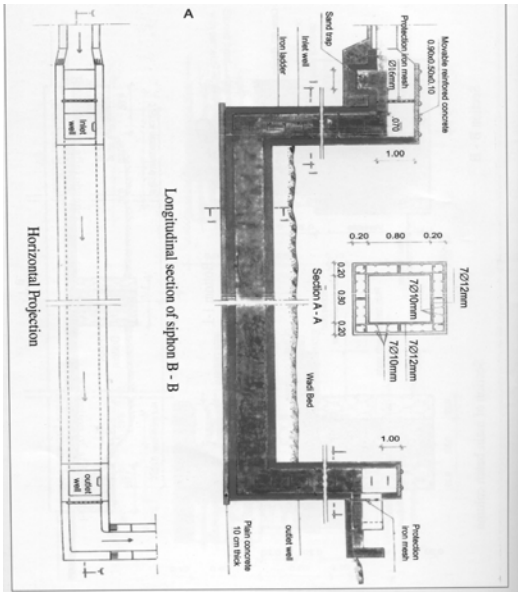 A
Movable reinfored concrete
0.90x0.50x0.10
Protection iron mesh
Ø16mm
Sand trap
Inlet well
Iron ladder
.070
1.00
Inlet
well
0.20
0.80
0.20
0.20
0.80
0.20
7Ø12mm
7Ø10mm
7Ø12mm
7Ø10mm
Section A - A
Wadi Bed
Longitudinal section of siphon B - B
Horizontal Projection
1.00
outlet
well
outlet well
Protection
iron mesh
Plain concrete
10 cm thick